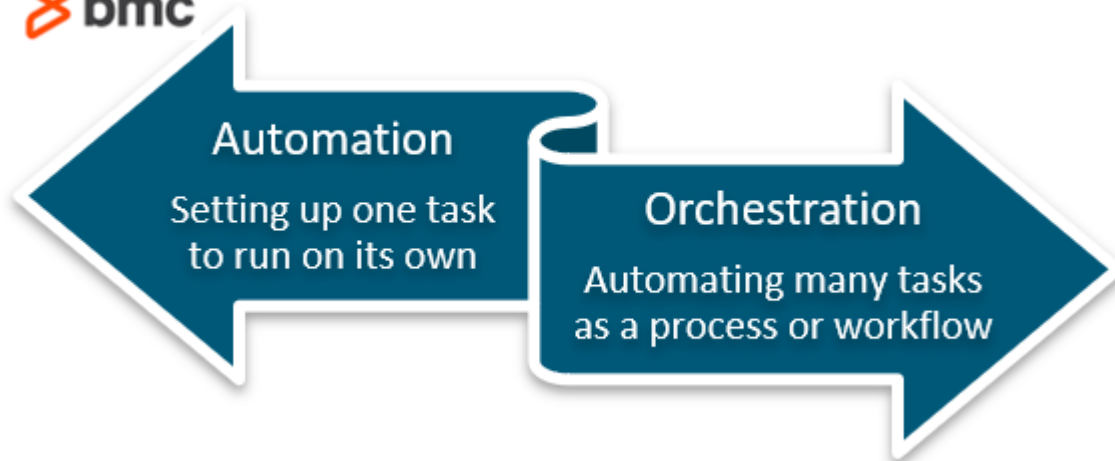 bmc
Automation
Setting up one task
to run on its own
Orchestration
Automating many tasks
as a process or workflow